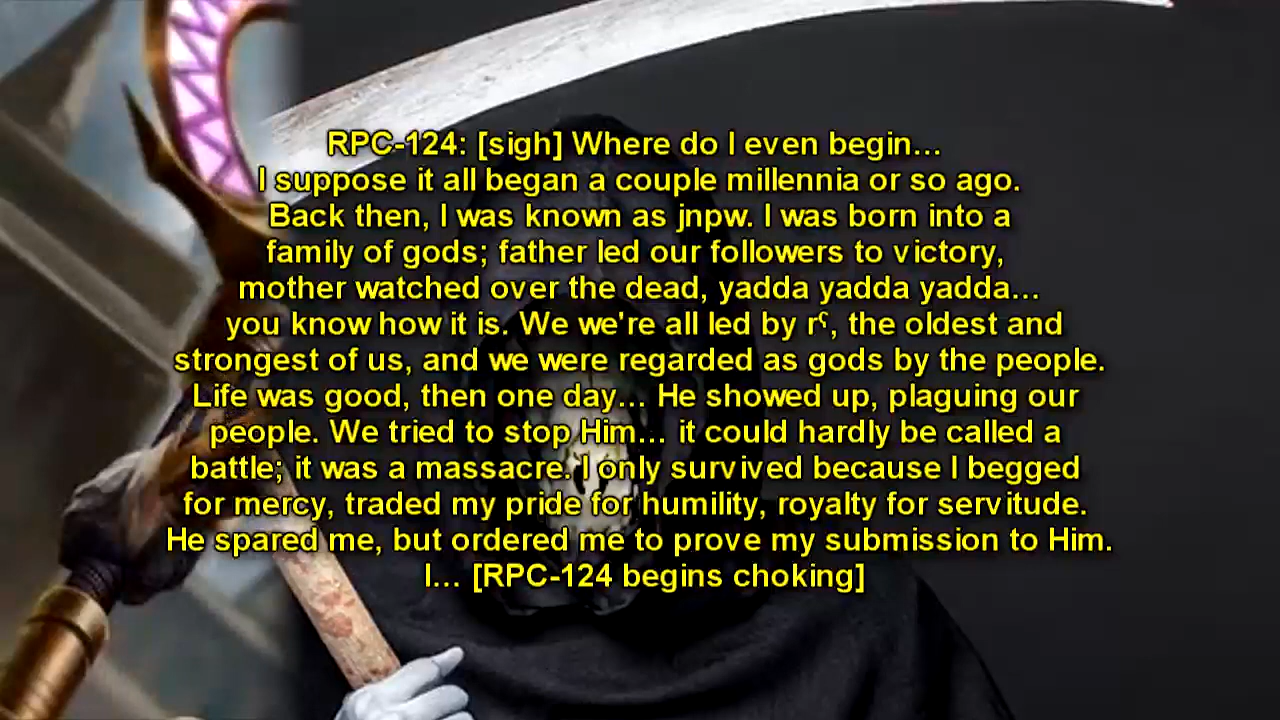 RPC-124: [sigh] Where do I even begin...
I suppose it all began a couple millennia or so ago.
Back then, I was known as jnpw. I was born into a
family of gods; father led our followers to victory,
mother watched over the dead, yadda yadda yadda...
you know how it is. We we're all led by rꜥ, the oldest and
strongest of us, and we were regarded as gods by the people.
Life was good, then one day... He showed up, plaguing our
people. We tried to stop Him... it could hardly be called a
battle; it was a massacre. I only survived because I begged
for mercy, traded my pride for humility, royalty for servitude.
He spared me, but ordered me to prove my submission to Him.
I... [RPC-124 begins choking]